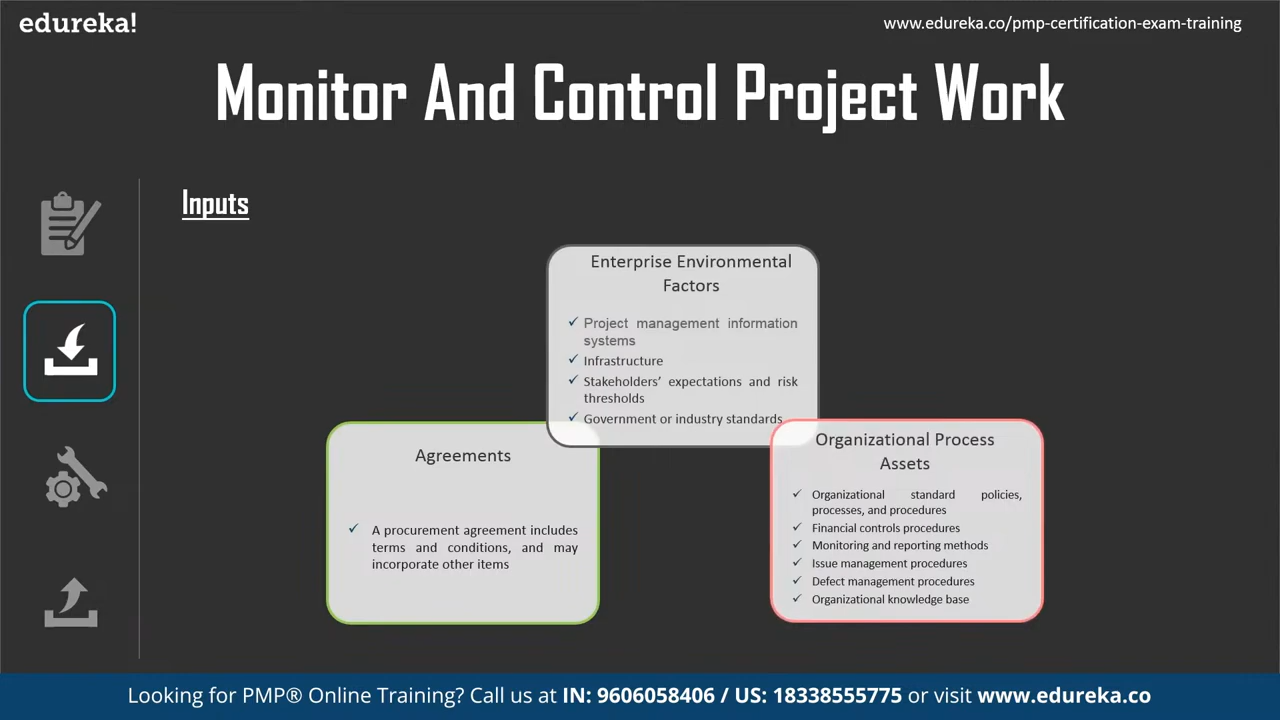 edureka!
www.edureka.co/pmp-certification-exam-training
Monitor And Control Project Work
Inputs
Enterprise Environmental
Factors
Project management information
systems
Infrastructure
Stakeholders' expectations and risk
thresholds
Government or industry standards
Agreements
A procurement agreement includes
terms and conditions, and may
incorporate other items
Organizational Process
Assets
Organizational standard policies,
processes, and procedures
Financial controls procedures
Monitoring and reporting methods
Issue management procedures
Defect management procedures
Organizational knowledge base
Looking for PMP® Online Training? Call us at IN: 9606058406 / US: 18338555775 or visit www.edureka.co